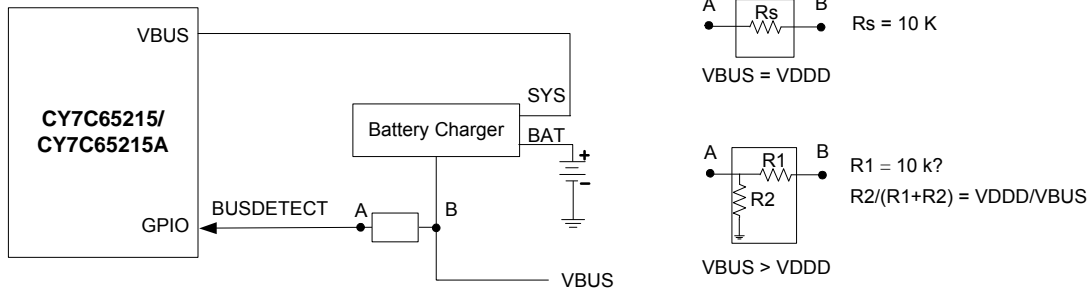 VBUS
CY7C65215/
CY7C65215A
SYS
Battery Charger
BAT
+
-
BUSDETECT
A
B
GPIO
VBUS
A
B
Rs
Rs = 10 K
VBUS = VDDD
A
B
R1
R2
R1 = 10 k?
R2/(R1+R2) = VDDD/VBUS
VBUS > VDDD